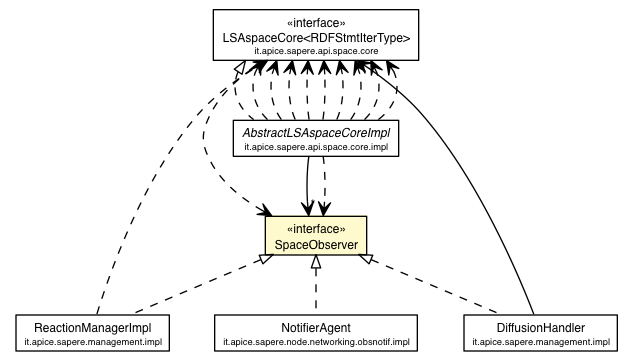 «interface»
LSAspaceCore<RDFStmtIterType>
it.apice.sapere.api.space.core
AbstractLSAspaceCoreImpl
it.apice.sapere.api.space.core.impl
«interface»
SpaceObserver
ReactionManagerImpl
it.apice.sapere.management.impl
NotifierAgent
it.apice.sapere.node.networking.obsnotif.impl
DiffusionHandler
it.apice.sapere.management.impl